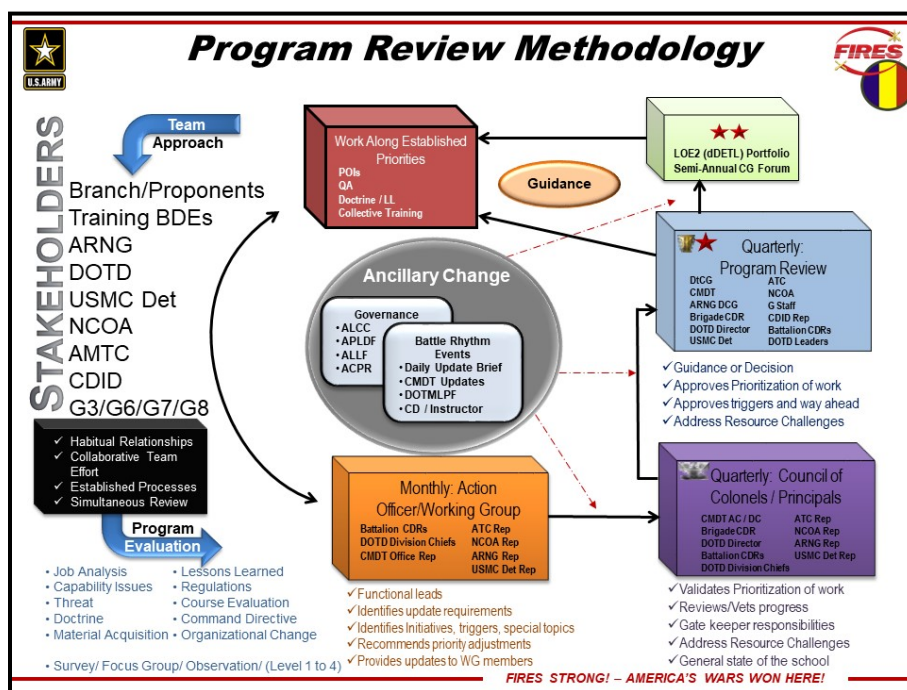 Program Review Methodology
U.S.ARMY
FIRES
STAKEHOLDERS
Team
Approach
Branch/Proponents
Training BDEs
ARNG
DOTD
USMC Det
NCOA
AMTC
CDID
G3/G6/G7/G8
✓ Habitual Relationships
✓ Collaborative Team
Effort
✓ Established Processes
✓ Simultaneous Review
Program
Evaluation
• Job Analysis
• Capability Issues
• Threat
• Doctrine
• Material Acquisition
• Lessons Learned
• Regulations
• Course Evaluation
• Command Directive
• Organizational Change
• Survey/ Focus Group/ Observation/ (Level 1 to 4)
Work Along Established
Priorities
POIs
QA
Doctrine / LL
Collective Training
Guidance
LOE2 (dDETL) Portfolio
Semi-Annual CG Forum
Ancillary Change
Governance
• ALCC
• APLDF
• ALLF
• ACPR
Battle Rhythm
Events
• Daily Update Brief
• CMDT Updates
• DOTMLPF
• CD / Instructor
Quarterly:
Program Review
DtCG
CMDT
ARNG DCG
Brigade CDR
DOTD Director
USMC Det
ATC
NCOA
G Staff
CDID Rep
Battalion CDRs
DOTD Leaders
✓Guidance or Decision
✓Approves Prioritization of work
✓Approves triggers and way ahead
✓Address Resource Challenges
Monthly: Action
Officer/Working Group
Battalion CDRs
DOTD Division Chiefs
CMDT Office Rep
ATC Rep
NCOA Rep
ARNG Rep
USMC Det Rep
✓Functional leads
✓Identifies update requirements
✓Identifies Initiatives, triggers, special topics
✓Recommends priority adjustments
✓Provides updates to WG members
Quarterly: Council of
Colonels / Principals
CMDT AC / DC
Brigade CDR
DOTD Director
Battalion CDRs
DOTD Division Chiefs
ATC Rep
NCOA Rep
ARNG Rep
USMC Det Rep
✓Validates Prioritization of work
✓Reviews/Vets progress
✓Gate keeper responsibilities
✓Address Resource Challenges
✓General state of the school
FIRES STRONG! – AMERICA'S WARS WON HERE!